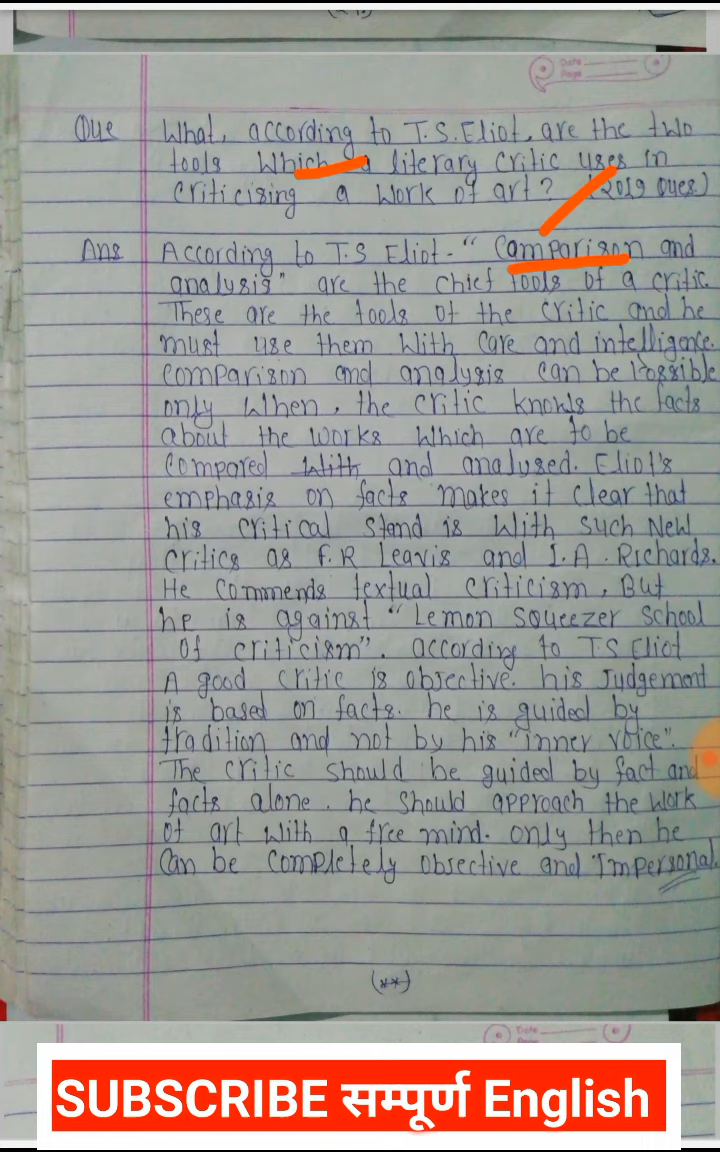 Date
Page
Que What, according to T.S. Eliot, are the two
tools which a literary critic uses in
criticising a work of art? (2019 Ques)
Ans According to T.S Eliot - "Comparison and
analysis" are the chief tools of a critic.
These are the tools of the critic and he
must use them with care and intelligence.
comparison and analysis can be possible
only when, the critic knows the facts
about the works which are to be
compared with and analysed. Eliot's
emphasis on facts makes it clear that
his critical stand is with such New
critics as F.R Leavis and I.A. Richards.
He commends textual criticism, But
he is against "Lemon Squeezer School
of criticism". according to T.S Eliot
A good critic is objective. his Judgement
is based on facts. he is guided by
tradition and not by his "inner voice".
The critic should be guided by fact and
facts alone. he should approach the work
of art with a free mind. only then he
can be completely objective and Impersonal.
(**)
Date
SUBSCRIBE सम्पूर्ण English